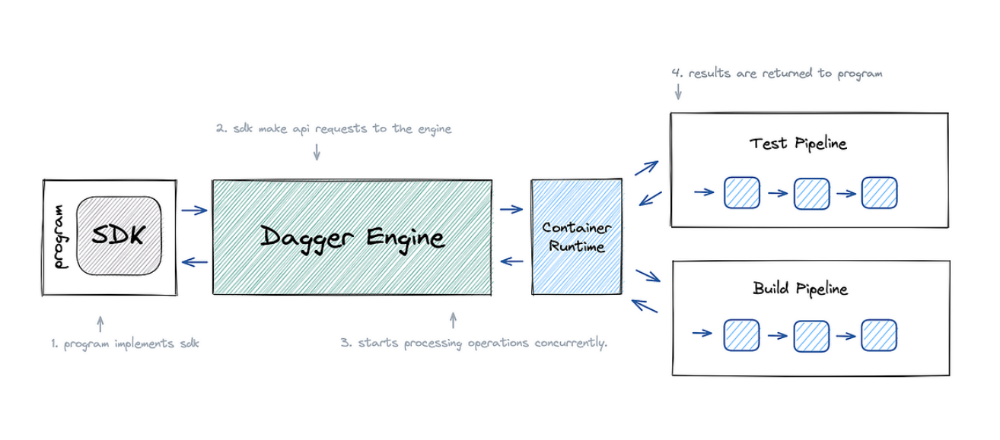 4. results are returned to program
2. sdk make api requests to the engine
Test Pipeline
program
SDK
Dagger Engine
Container
Runtime
Build Pipeline
1. program implements sdk
3. starts processing operations concurrently.